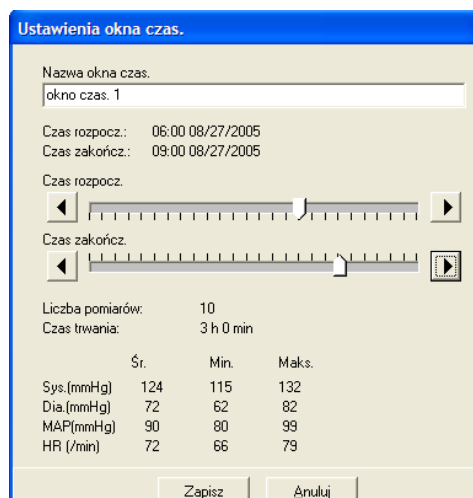 Ustawienia okna czas.
Nazwa okna czas.
okno czas. 1
Czas rozpocz.: 06:00 08/27/2005
Czas zakończ.: 09:00 08/27/2005
Czas rozpocz.
Czas zakończ.
Liczba pomiarów: 10
Czas trwania: 3 h 0 min
Śr. Min. Maks.
Sys.(mmHg) 124 115 132
Dia.(mmHg) 72 62 82
MAP(mmHg) 90 80 99
HR (/min) 72 66 79
Zapisz Anuluj